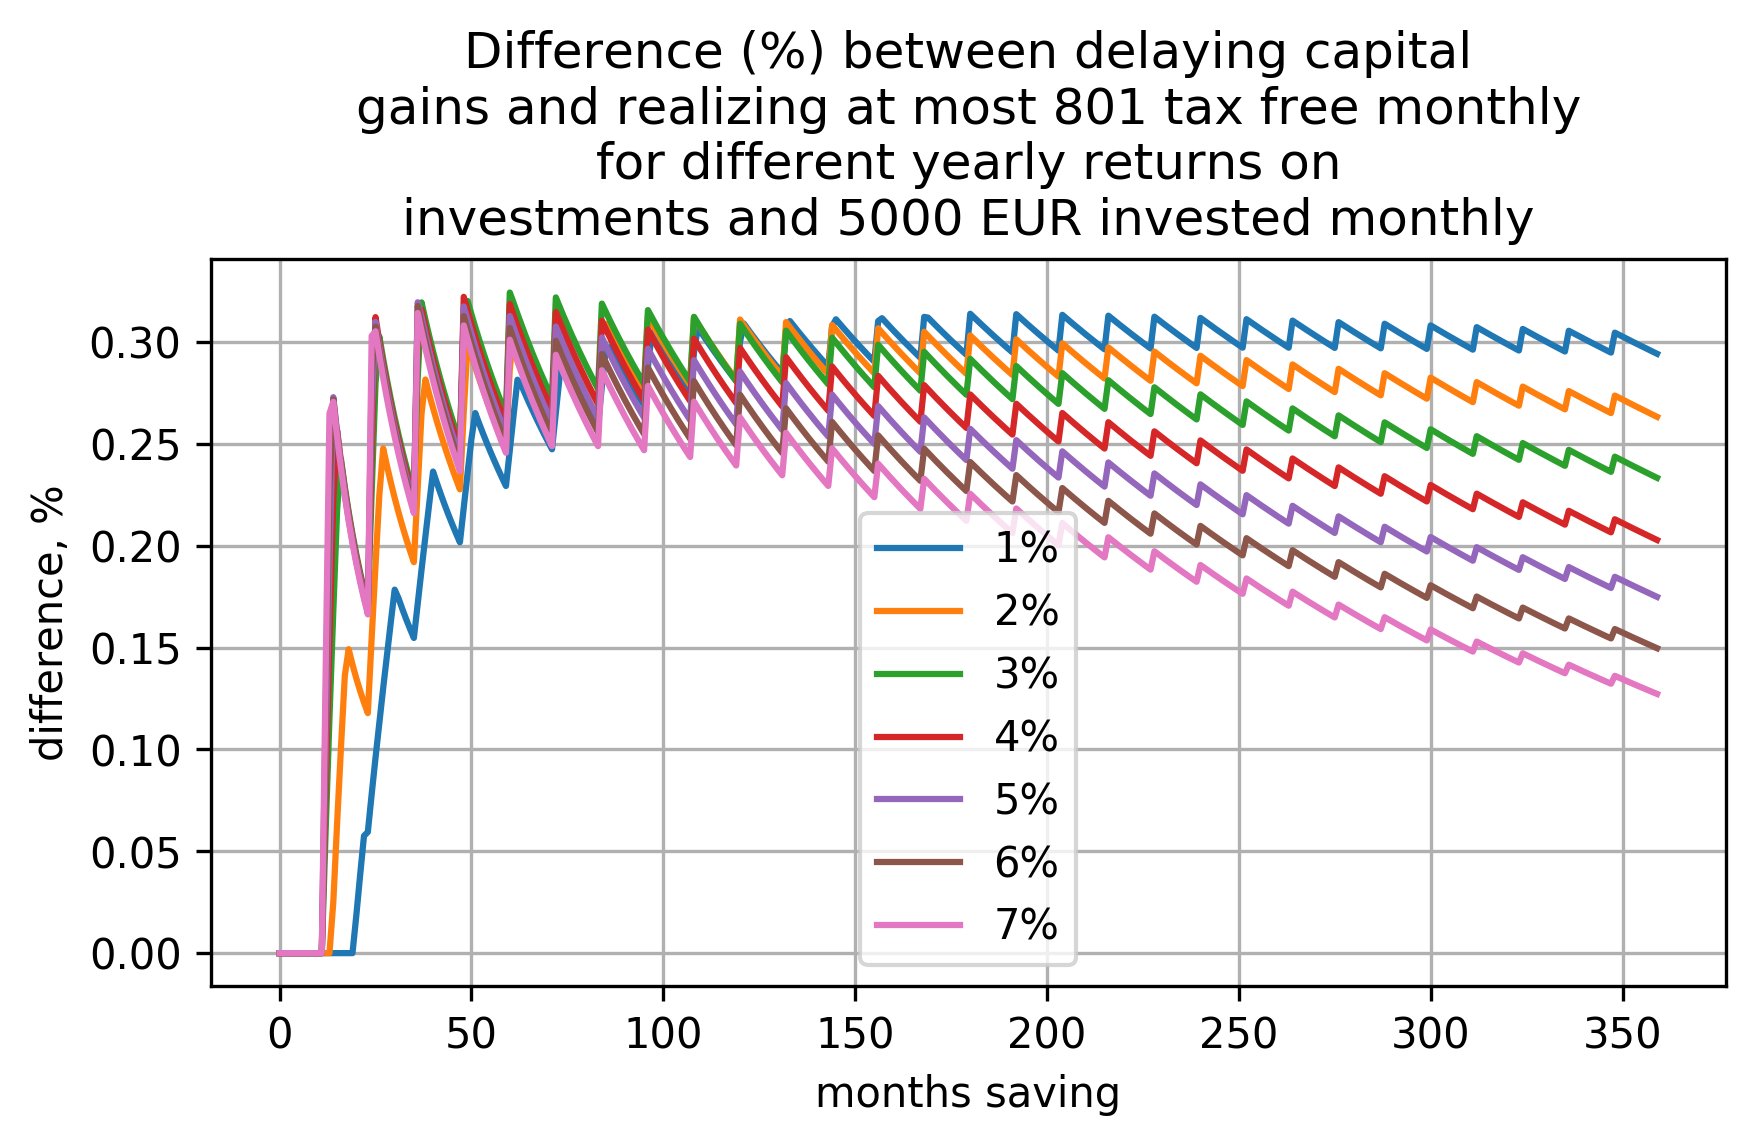 Difference (%) between delaying capital
gains and realizing at most 801 tax free monthly
for different yearly returns on
investments and 5000 EUR invested monthly
difference, %
0.30
0.25
0.20
0.15
0.10
0.05
0.00
1%
2%
3%
4%
5%
6%
7%
0 50 100 150 200 250 300 350
months saving